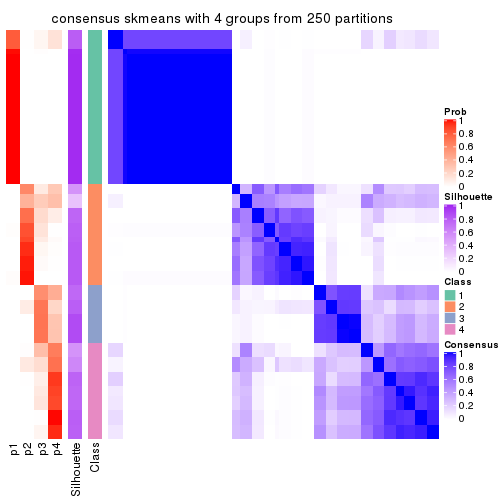 consensus skmeans with 4 groups from 250 partitions
p1
p2
p3
p4
Silhouette
Class
Prob
1
0.8
0.6
0.4
0.2
0
Silhouette
1
0.8
0.6
0.4
0.2
0
Class
1
2
3
4
Consensus
1
0.8
0.6
0.4
0.2
0